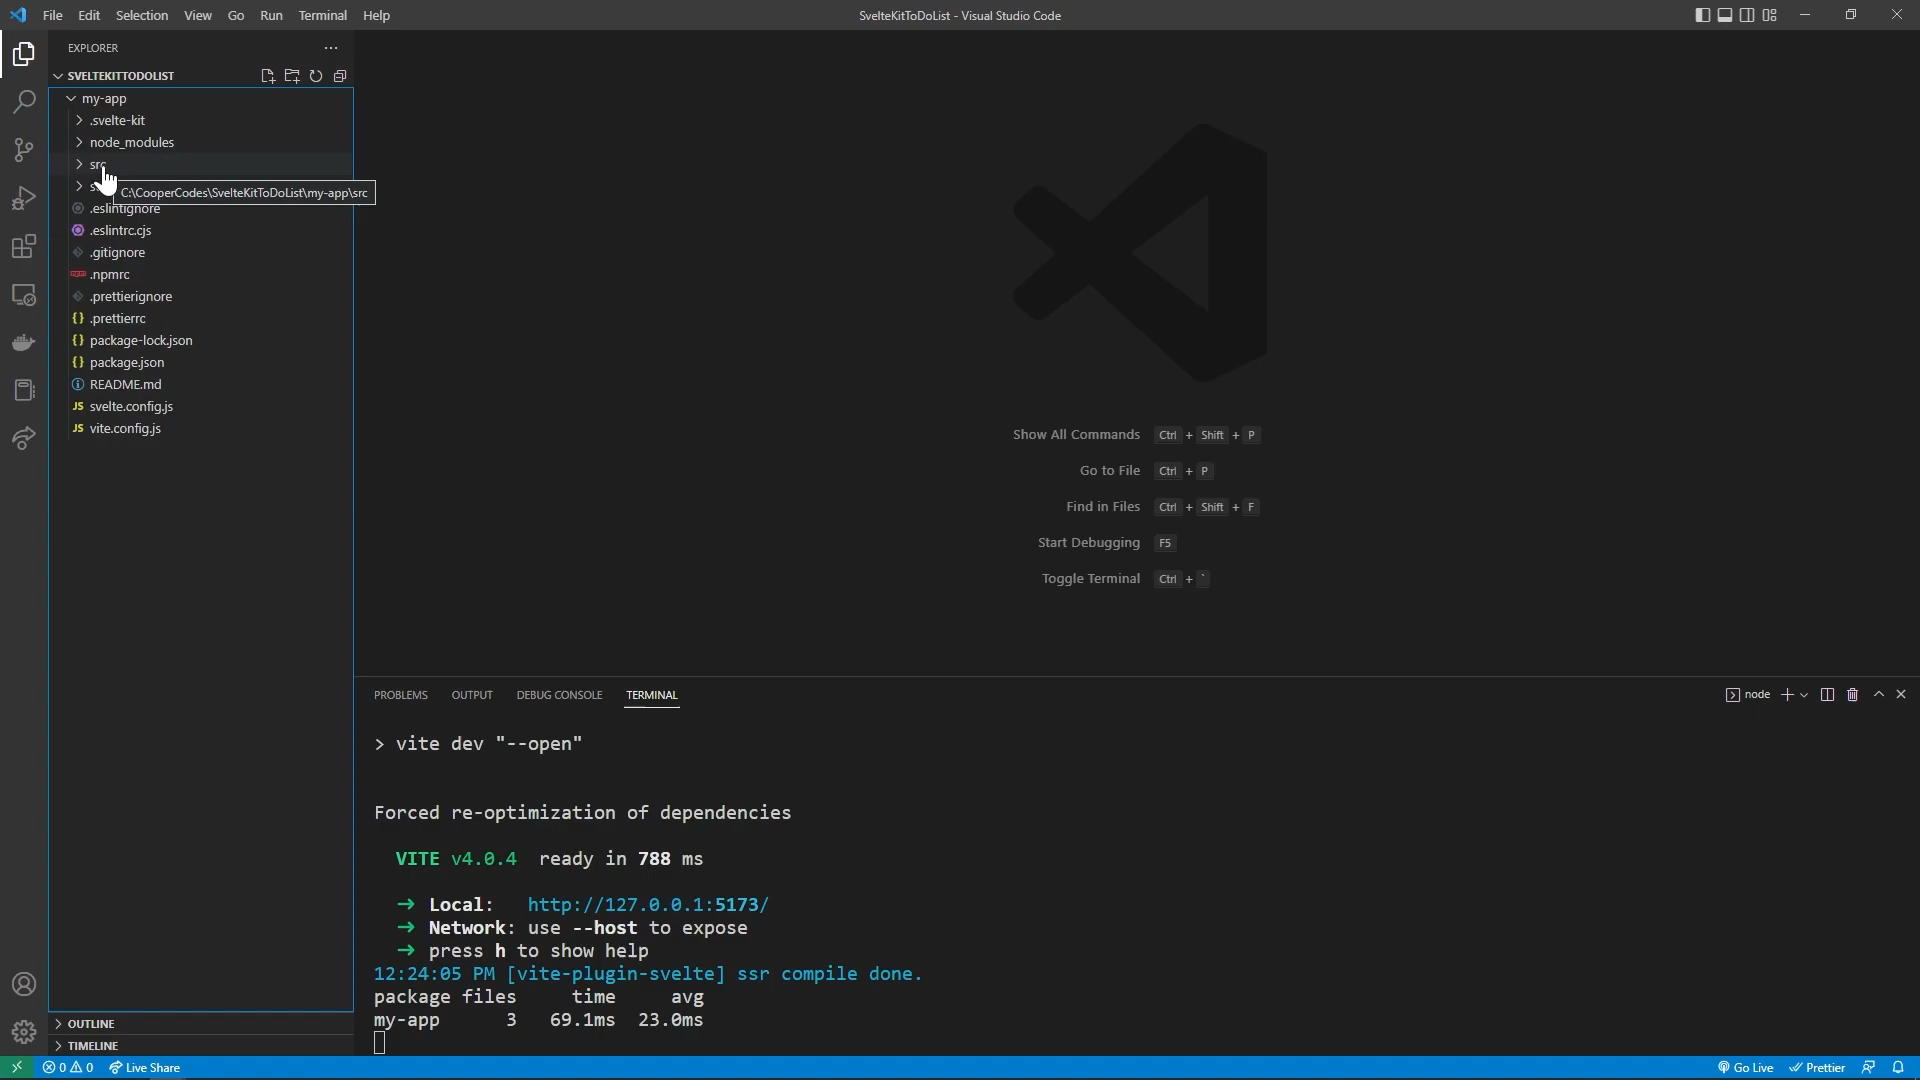 File Edit Selection View Go Run Terminal Help
SvelteKitToDoList - Visual Studio Code
EXPLORER
SVELTEKITTODOLIST
my-app
.svelte-kit
node_modules
src
C:\CooperCodes\SvelteKitToDoList\my-app\src
.eslintignore
.eslintrc.cjs
.gitignore
.npmrc
.prettierignore
.prettierrc
package-lock.json
package.json
README.md
svelte.config.js
vite.config.js
OUTLINE
TIMELINE
Show All Commands Ctrl + Shift + P
Go to File Ctrl + P
Find in Files Ctrl + Shift + F
Start Debugging F5
Toggle Terminal Ctrl + `
PROBLEMS OUTPUT DEBUG CONSOLE TERMINAL
node
> vite dev "--open"
Forced re-optimization of dependencies
VITE v4.0.4 ready in 788 ms
➜ Local: http://127.0.0.1:5173/
➜ Network: use --host to expose
➜ press h to show help
12:24:05 PM [vite-plugin-svelte] ssr compile done.
package files time avg
my-app 3 69.1ms 23.0ms
0 0 Live Share
Go Live Prettier